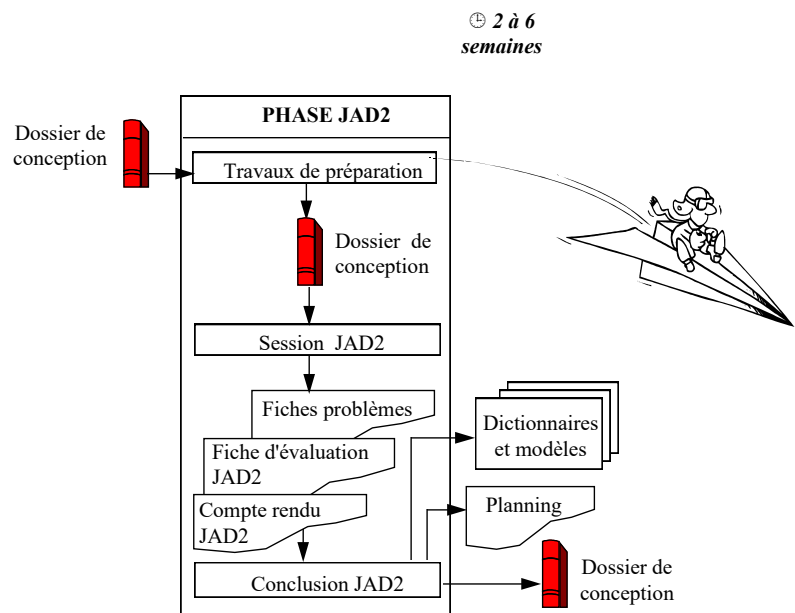 2 à 6
semaines
PHASE JAD2
Dossier de
conception
Travaux de préparation
Dossier de
conception
Session JAD2
Fiches problèmes
Fiche d'évaluation
JAD2
Compte rendu
JAD2
Conclusion JAD2
Dictionnaires
et modèles
Planning
Dossier de
conception